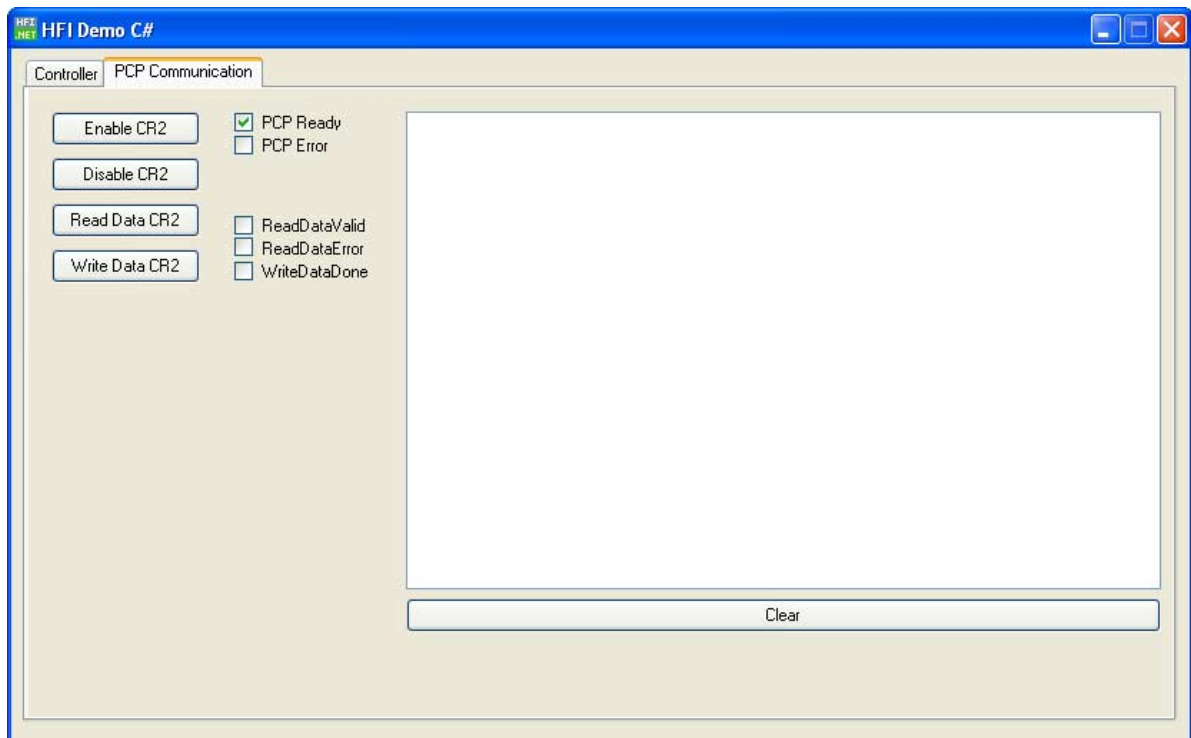 HFI .NET HFI Demo C#
Controller PCP Communication
Enable CR2
PCP Ready
PCP Error
Disable CR2
Read Data CR2
ReadDataValid
ReadDataError
Write Data CR2
WriteDataDone
Clear